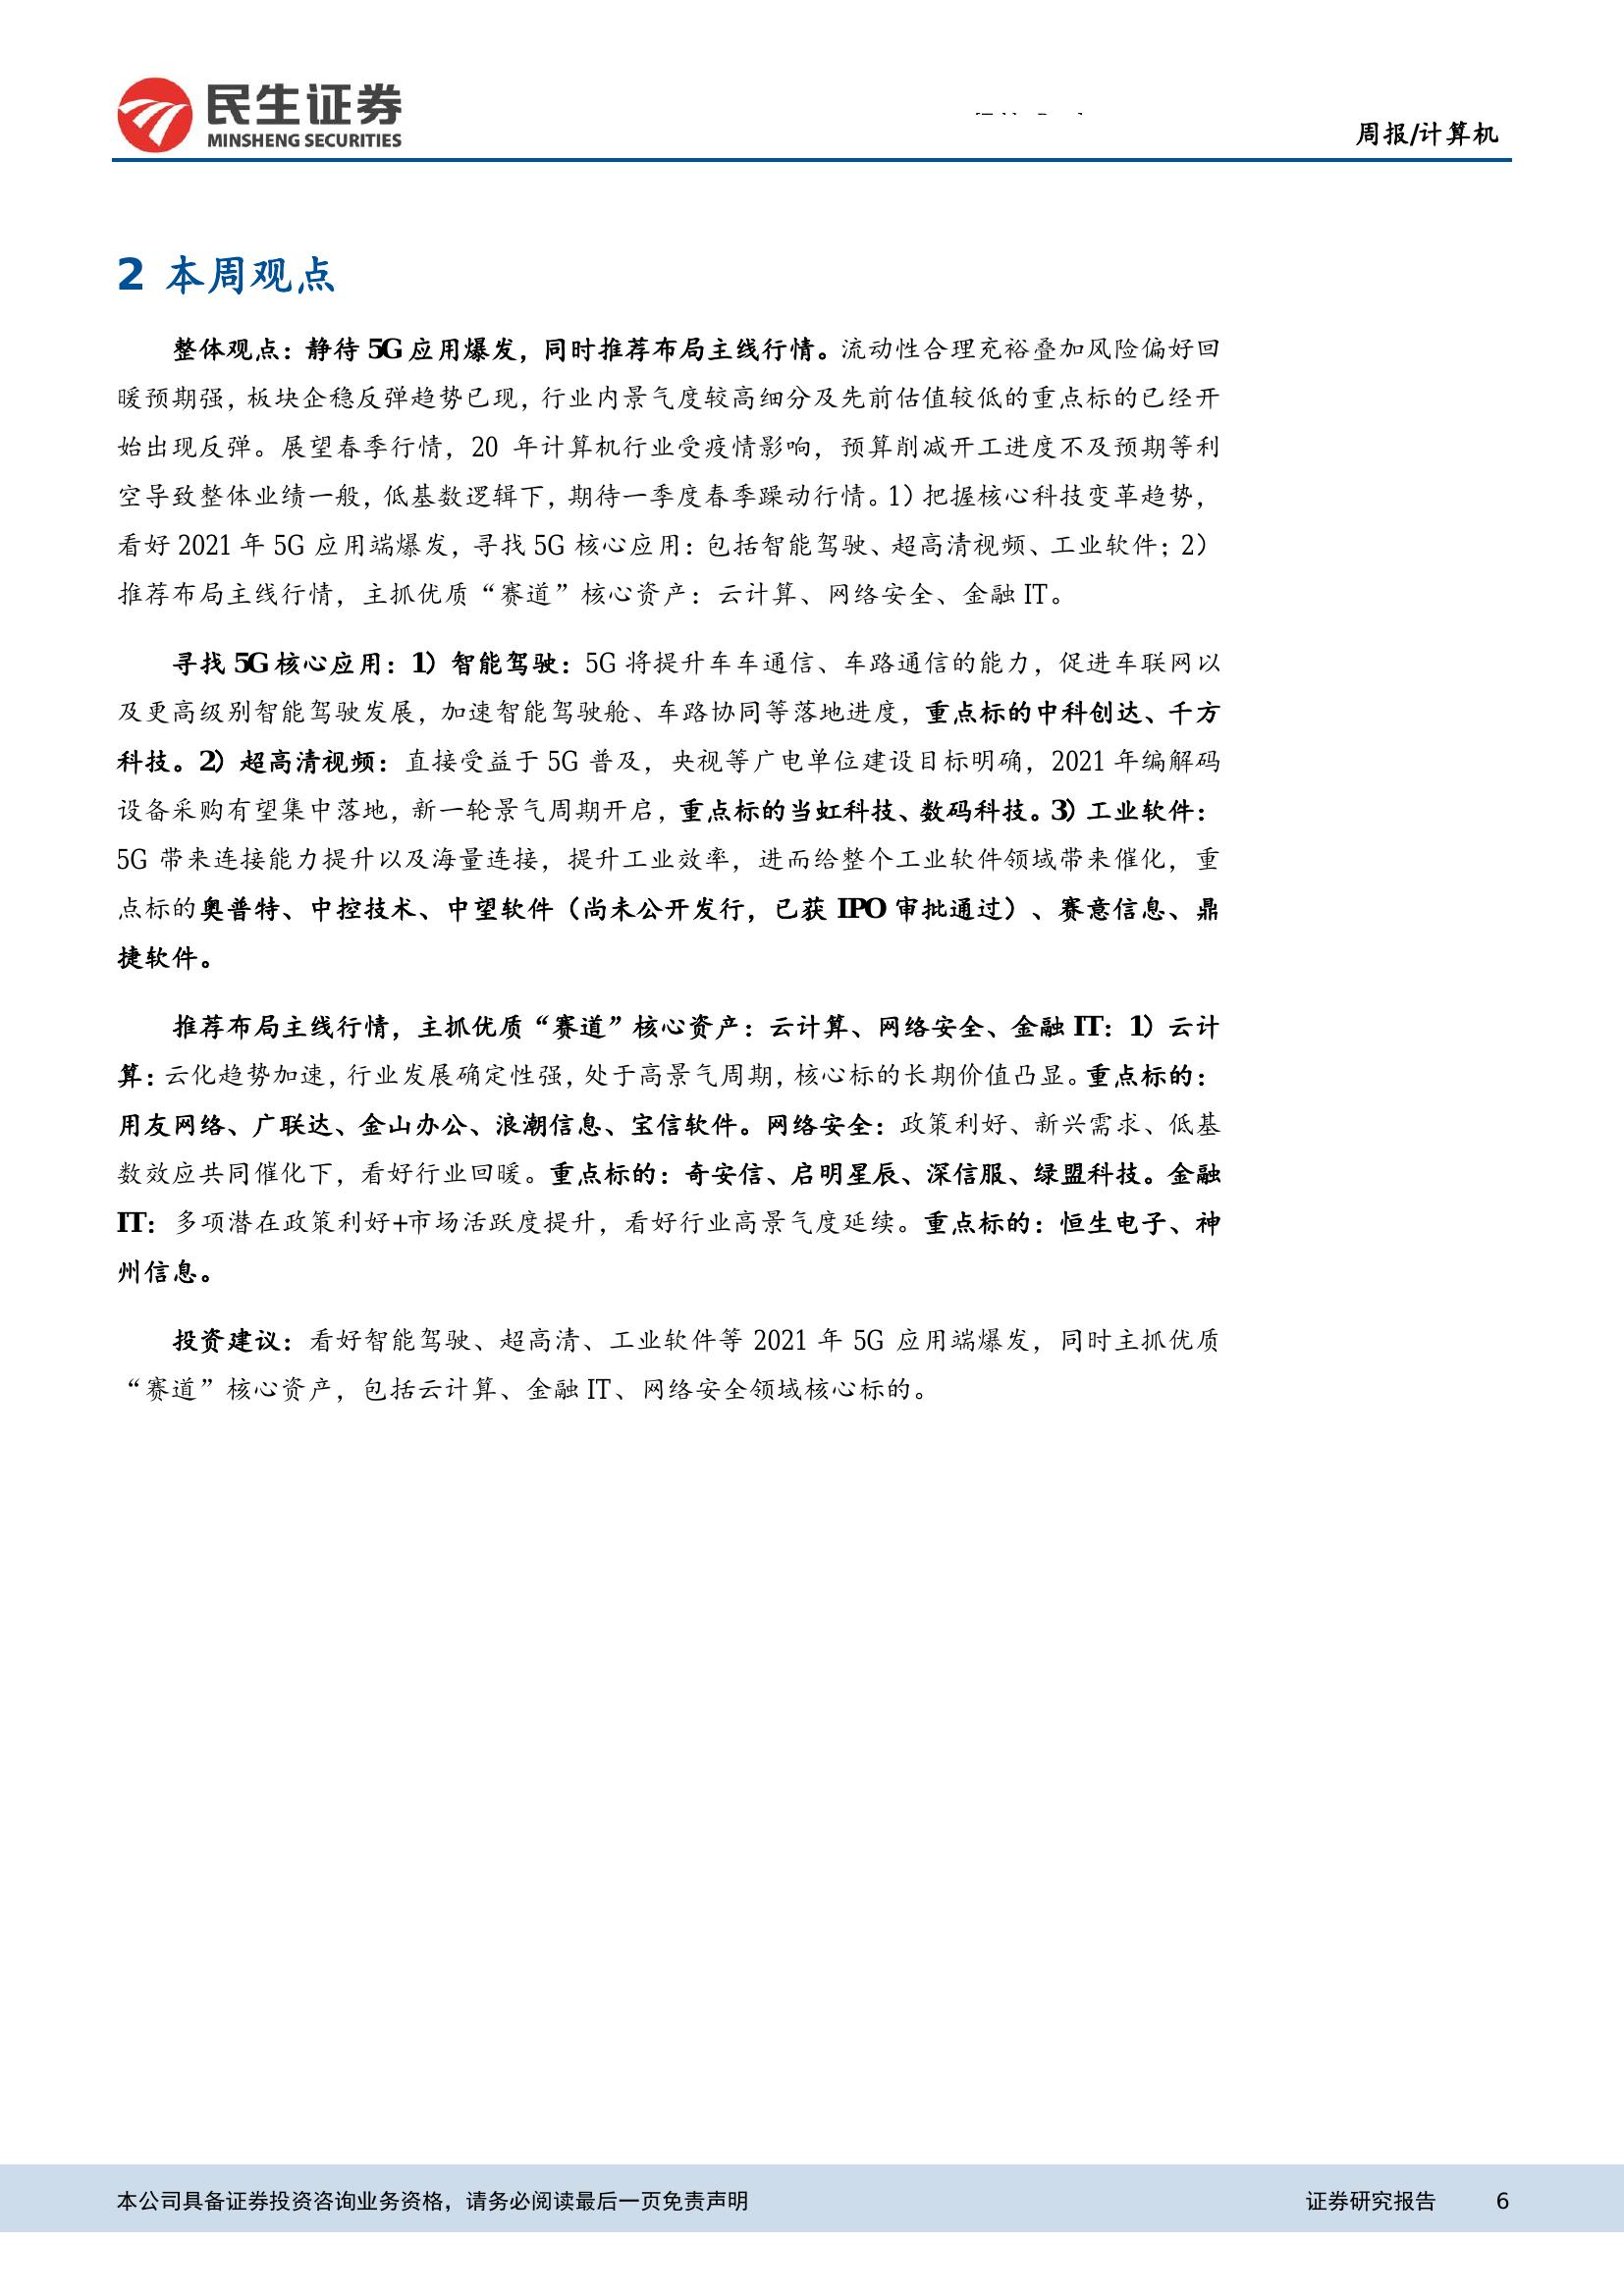 民生证券
MINSHENG SECURITIES
周报/计算机
2 本周观点
整体观点：静待 5G 应用爆发，同时推荐布局主线行情。流动性合理充裕叠加风险偏好回
暖预期强，板块企稳反弹趋势已现，行业内景气度较高细分及先前估值较低的重点标的已经开
始出现反弹。展望春季行情，20 年计算机行业受疫情影响，预算削减开工进度不及预期等利
空导致整体业绩一般，低基数逻辑下，期待一季度春季躁动行情。1）把握核心科技变革趋势，
看好 2021 年 5G 应用端爆发，寻找 5G 核心应用：包括智能驾驶、超高清视频、工业软件；2）
推荐布局主线行情，主抓优质“赛道”核心资产：云计算、网络安全、金融 IT。
寻找 5G 核心应用：1）智能驾驶：5G 将提升车车通信、车路通信的能力，促进车联网以
及更高级别智能驾驶发展，加速智能驾驶舱、车路协同等落地进度，重点标的中科创达、千方
科技。2）超高清视频：直接受益于 5G 普及，央视等广电单位建设目标明确，2021 年编解码
设备采购有望集中落地，新一轮景气周期开启，重点标的当虹科技、数码科技。3）工业软件：
5G 带来连接能力提升以及海量连接，提升工业效率，进而给整个工业软件领域带来催化，重
点标的奥普特、中控技术、中望软件（尚未公开发行，已获 IPO 审批通过）、赛意信息、鼎
捷软件。
推荐布局主线行情，主抓优质“赛道”核心资产：云计算、网络安全、金融 IT：1）云计
算：云化趋势加速，行业发展确定性强，处于高景气周期，核心标的长期价值凸显。重点标的：
用友网络、广联达、金山办公、浪潮信息、宝信软件。网络安全：政策利好、新兴需求、低基
数效应共同催化下，看好行业回暖。重点标的：奇安信、启明星辰、深信服、绿盟科技。金融
IT：多项潜在政策利好+市场活跃度提升，看好行业高景气度延续。重点标的：恒生电子、神
州信息。
投资建议：看好智能驾驶、超高清、工业软件等 2021 年 5G 应用端爆发，同时主抓优质
“赛道”核心资产，包括云计算、金融 IT、网络安全领域核心标的。
本公司具备证券投资咨询业务资格，请务必阅读最后一页免责声明
证券研究报告 6